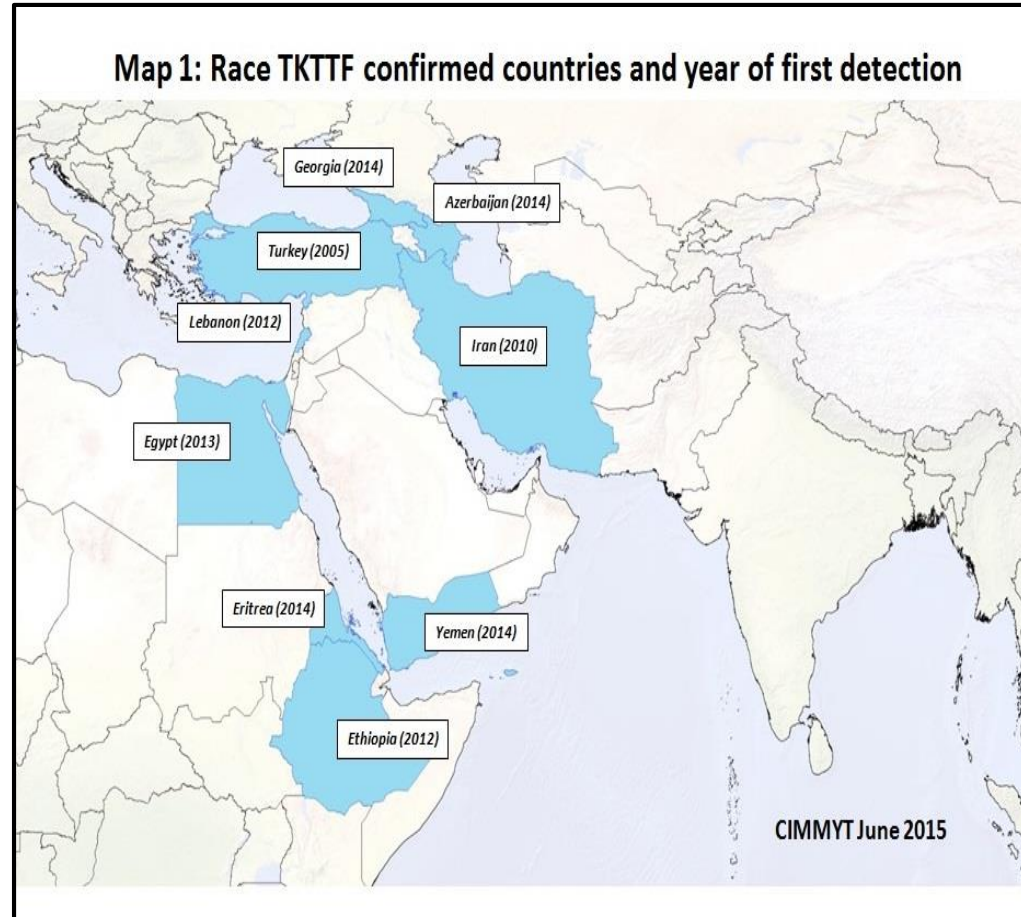 Map 1: Race TKTTF confirmed countries and year of first detection
Georgia (2014)
Azerbaijan (2014)
Turkey (2005)
Lebanon (2012)
Iran (2010)
Egypt (2013)
Eritrea (2014)
Yemen (2014)
Ethiopia (2012)
CIMMYT June 2015